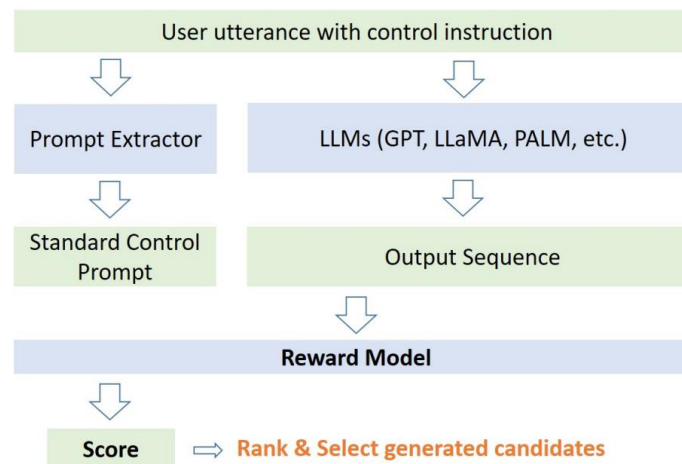 User utterance with control instruction
Prompt Extractor
LLMs (GPT, LLaMA, PALM, etc.)
Standard Control
Prompt
Output Sequence
Reward Model
Score
Rank & Select generated candidates